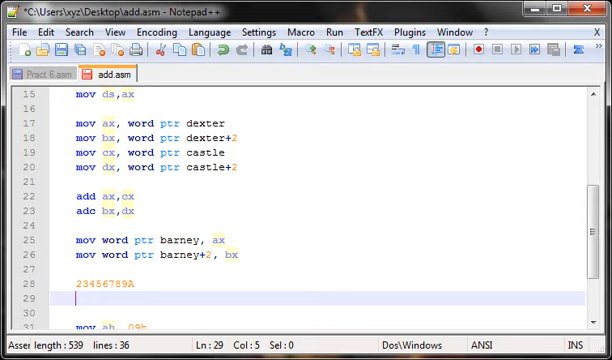 *C:\Users\xyz\Desktop\add.asm - Notepad++
File Edit Search View Encoding Language Settings Macro Run TextFX Plugins Window ?
X
Pract 6.asm add.asm
15 mov ds,ax
16
17 mov ax, word ptr dexter
18 mov bx, word ptr dexter+2
19 mov cx, word ptr castle
20 mov dx, word ptr castle+2
21
22 add ax,cx
23 adc bx,dx
24
25 mov word ptr barney, ax
26 mov word ptr barney+2, bx
27
28 23456789A
29
30
31 mov ah, 09h
Asser length : 539 lines : 36 Ln : 29 Col : 5 Sel : 0 Dos\Windows ANSI INS